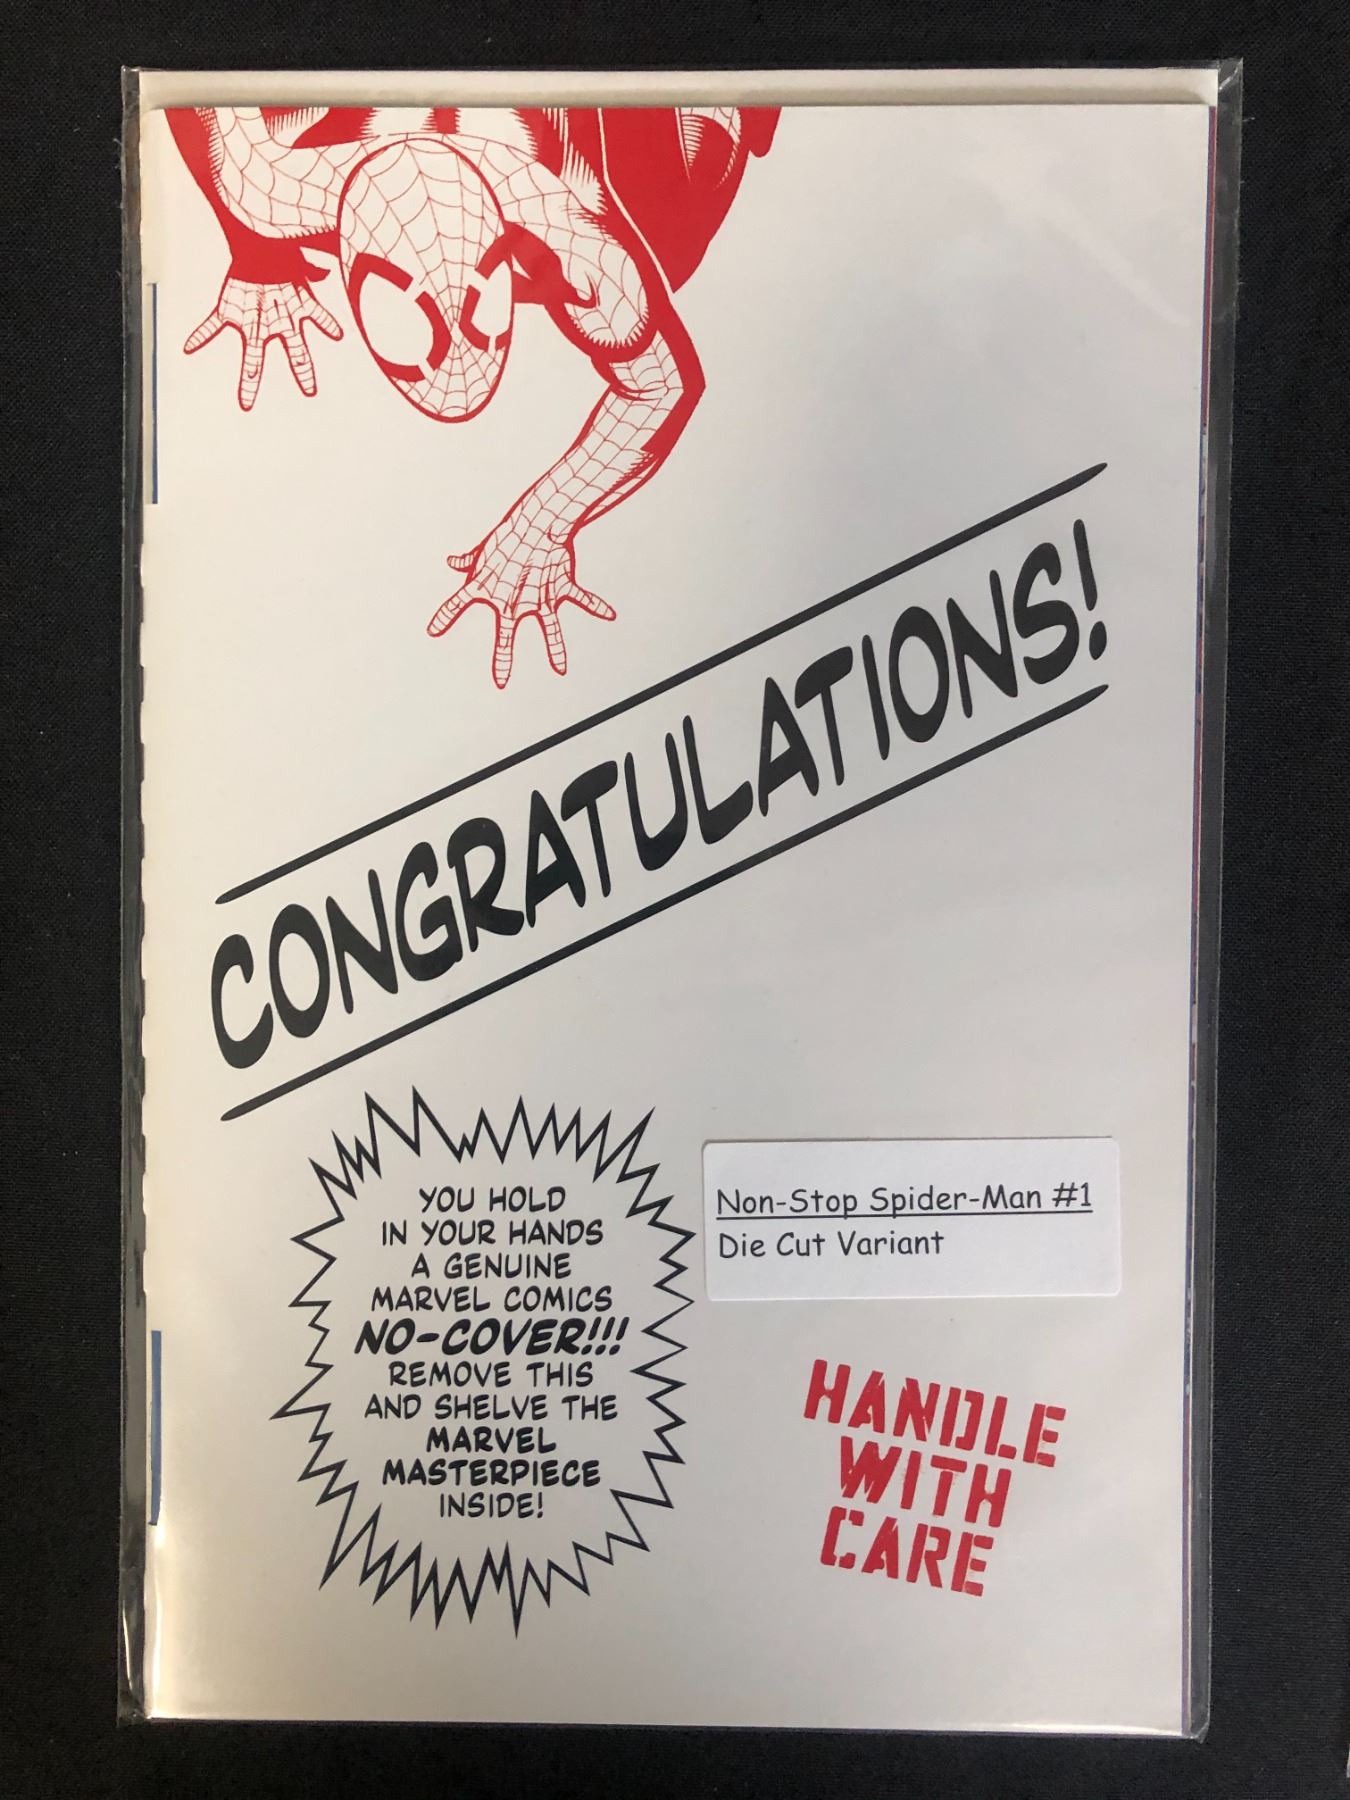 CONGRATULATIONS!
YOU HOLD
IN YOUR HANDS
A GENUINE
MARVEL COMICS
NO-COVER!!!
REMOVE THIS
AND SHELVE THE
MARVEL
MASTERPIECE
INSIDE!
Non-Stop Spider-Man #1
Die Cut Variant
HANDLE
WITH
CARE